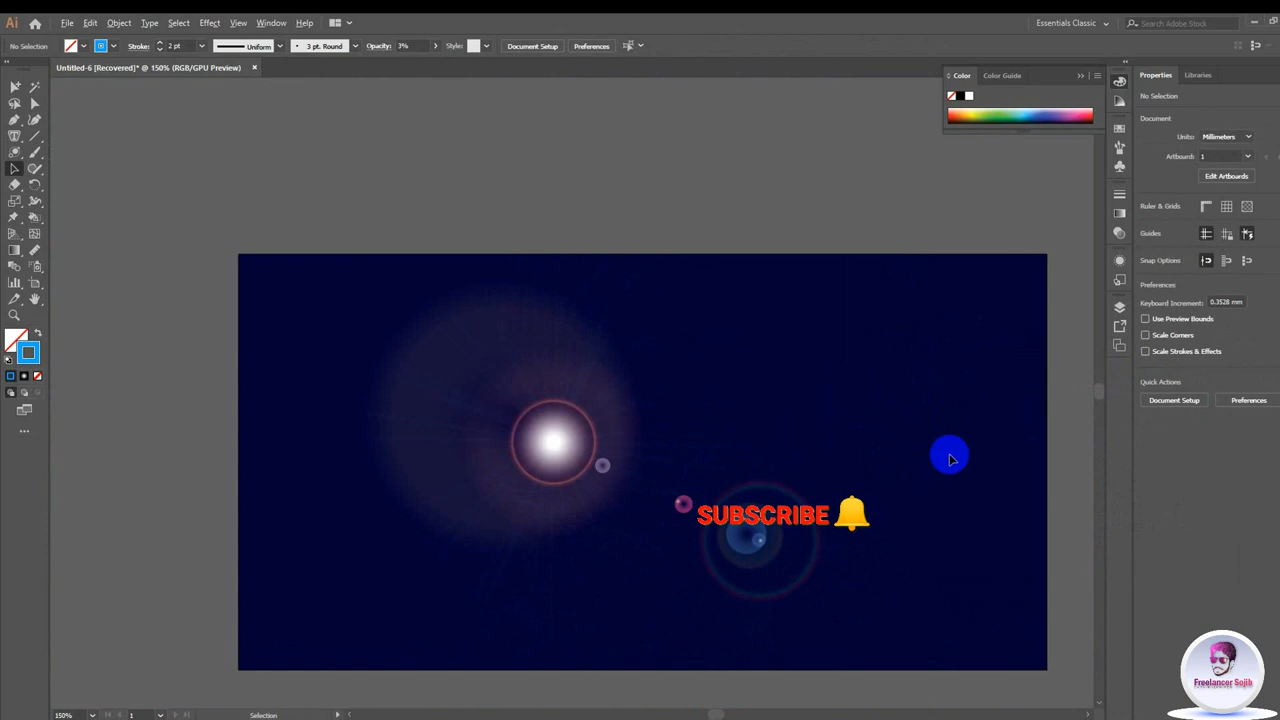 Ai File Edit Object Type Select Effect View Window Help Essentials Classic Search Adobe Stock
No Selection Stroke: 2 pt Uniform 3 pt. Round Opacity: 3% Style: Document Setup Preferences
Untitled-6 [Recovered]* @ 150% (RGB/GPU Preview)
Color Color Guide
Properties Libraries
No Selection
Document
Units: Millimeters
Artboard: 1
Edit Artboards
Ruler & Grids
Guides
Snap Options
Preferences
Keyboard Increment: 0.3528 mm
Use Preview Bounds
Scale Corners
Scale Strokes & Effects
Quick Actions
Document Setup Preferences
SUBSCRIBE
Freelancer Sojib
150% 1 Selection